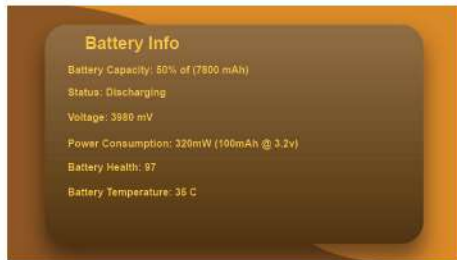 Battery Info
Battery Capacity: 50% of (7800 mAh)
Status: Discharging
Voltage: 3980 mV
Power Consumption: 320mW (100mAh @ 3.2v)
Battery Health: 97
Battery Temperature: 35 C